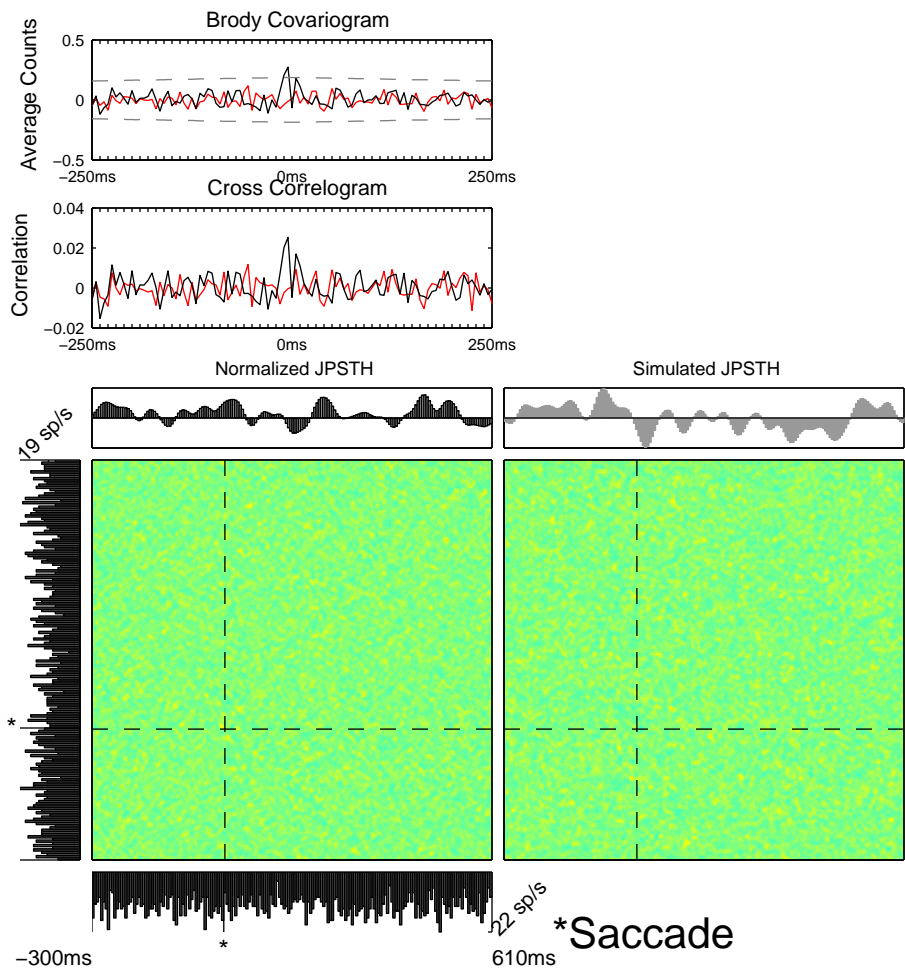 Brody Covariogram
Average Counts
0.5
0
−0.5
−250ms
0ms
250ms
Cross Correlogram
Correlation
0.04
0.02
0
−0.02
−250ms
0ms
250ms
Normalized JPSTH
Simulated JPSTH
19 sp/s
*
*
22 sp/s
*Saccade
−300ms
610ms